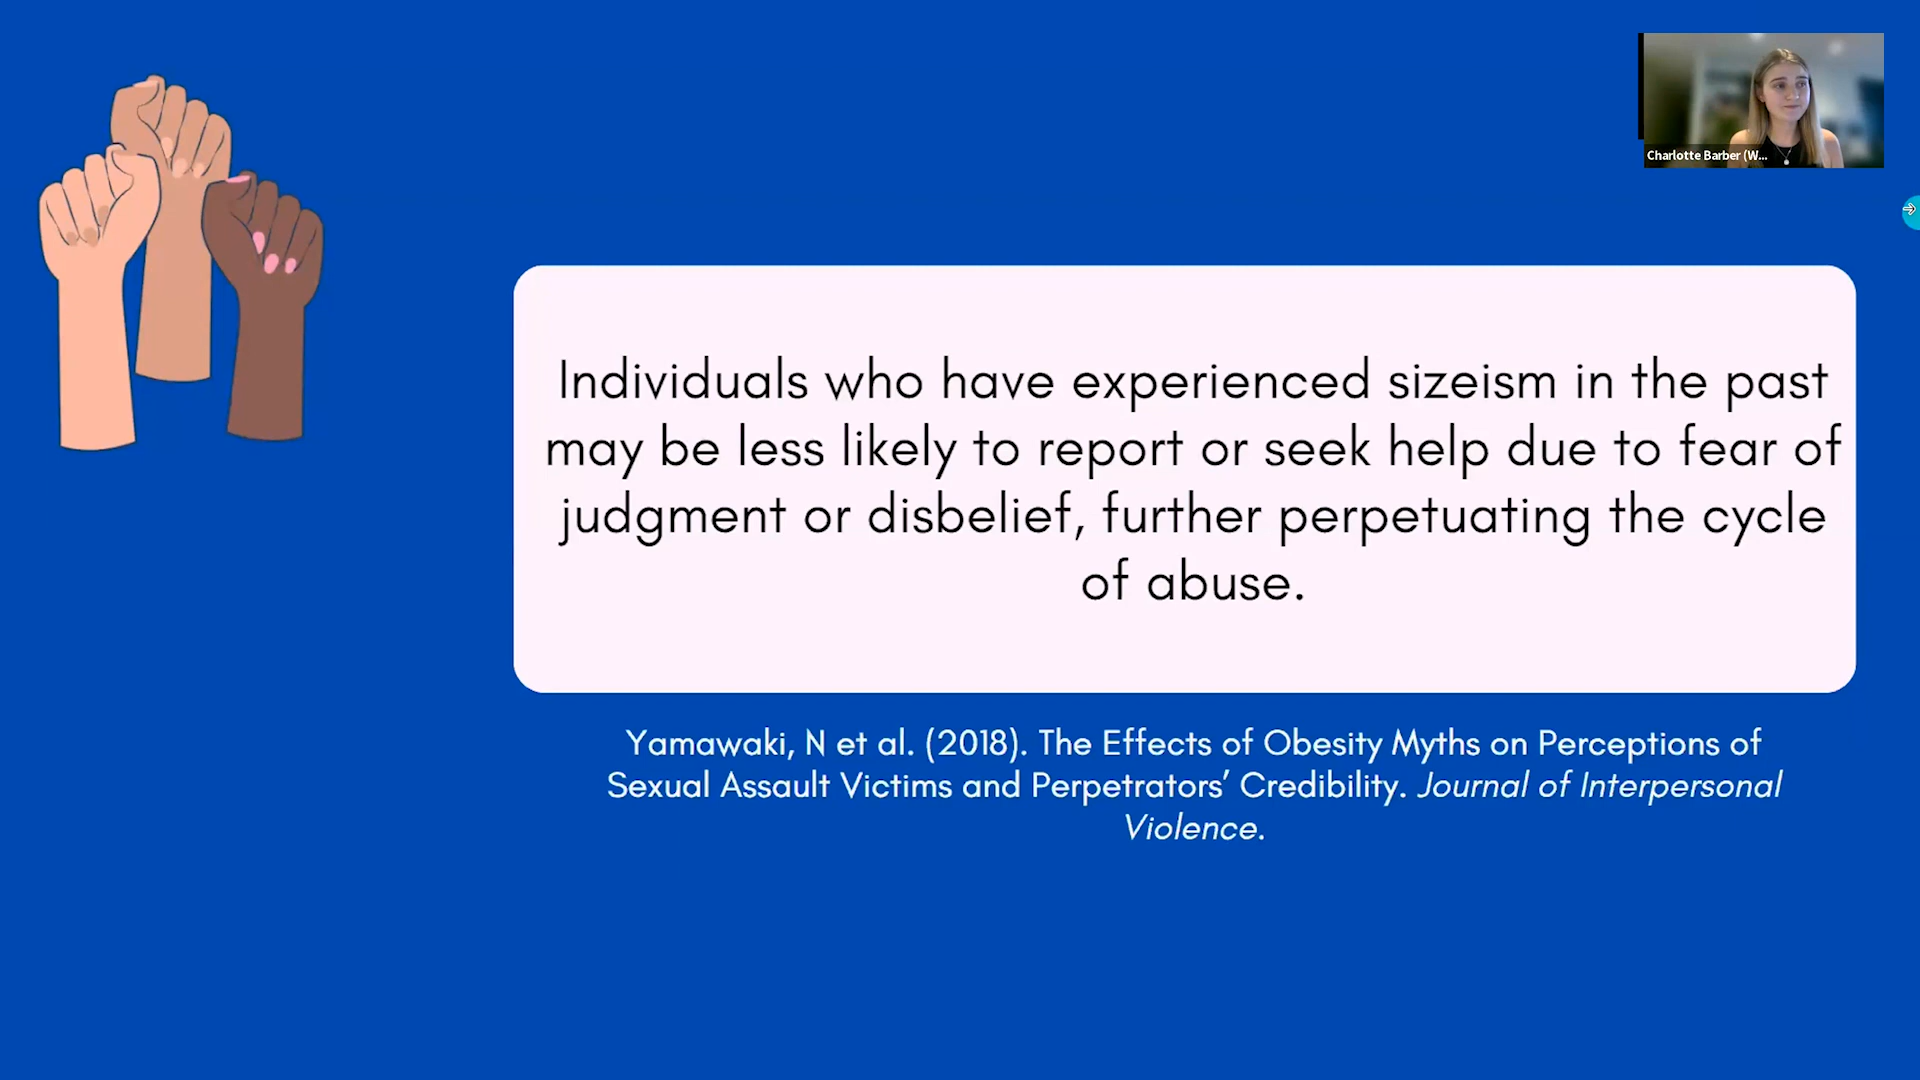 Charlotte Barber (W...
Individuals who have experienced sizeism in the past
may be less likely to report or seek help due to fear of
judgment or disbelief, further perpetuating the cycle
of abuse.
Yamawaki, N et al. (2018). The Effects of Obesity Myths on Perceptions of
Sexual Assault Victims and Perpetrators’ Credibility. Journal of Interpersonal
Violence.